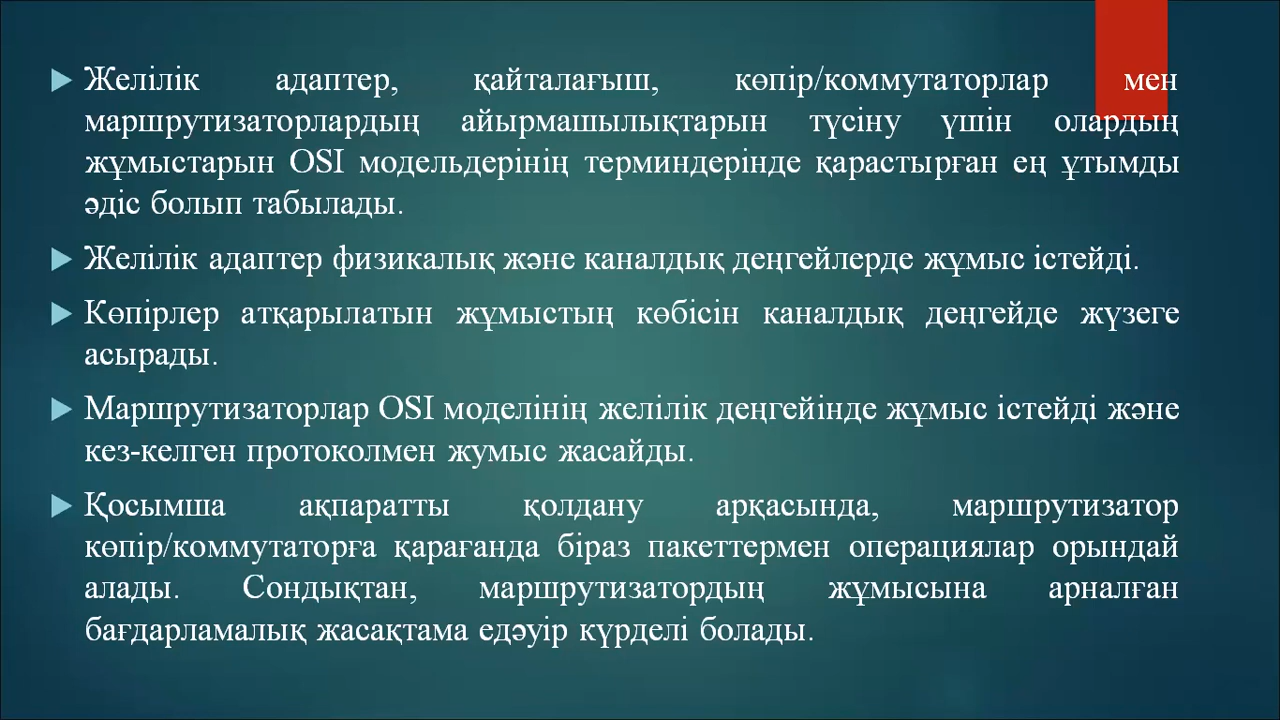 Желілік адаптер, қайталағыш, көпір/коммутаторлар мен
маршрутизаторлардың айырмашылықтарын түсіну үшін олардың
жұмыстарын OSI модельдерінің терминдерінде қарастырған ең ұтымды
әдіс болып табылады.
Желілік адаптер физикалық және каналдық деңгейлерде жұмыс істейді.
Көпірлер атқарылатын жұмыстың көбісін каналдық деңгейде жүзеге
асырады.
Маршрутизаторлар OSI моделінің желілік деңгейінде жұмыс істейді және
кез-келген протоколмен жумыс жасайды.
Қосымша ақпаратты қолдану арқасында, маршрутизатор
көпір/коммутаторға қарағанда біраз пакеттермен операциялар орындай
алады. Сондықтан, маршрутизатордың жұмысына арналған
бағдарламалық жасақтама едәуір күрделі болады.